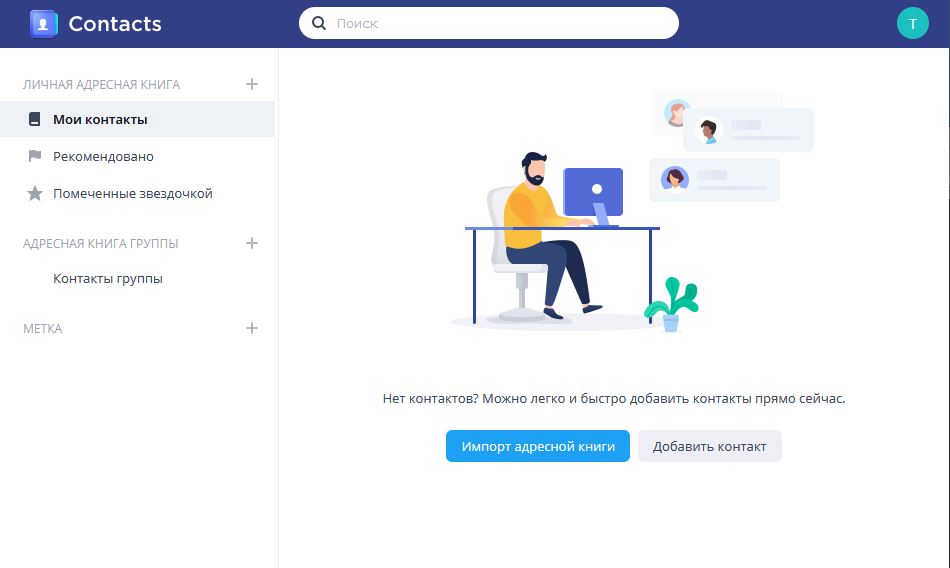 Contacts
Поиск
T
ЛИЧНАЯ АДРЕСНАЯ КНИГА
Мои контакты
Рекомендовано
Помеченные звездочкой
АДРЕСНАЯ КНИГА ГРУППЫ
Контакты группы
МЕТКА
Нет контактов? Можно легко и быстро добавить контакты прямо сейчас.
Импорт адресной книги
Добавить контакт